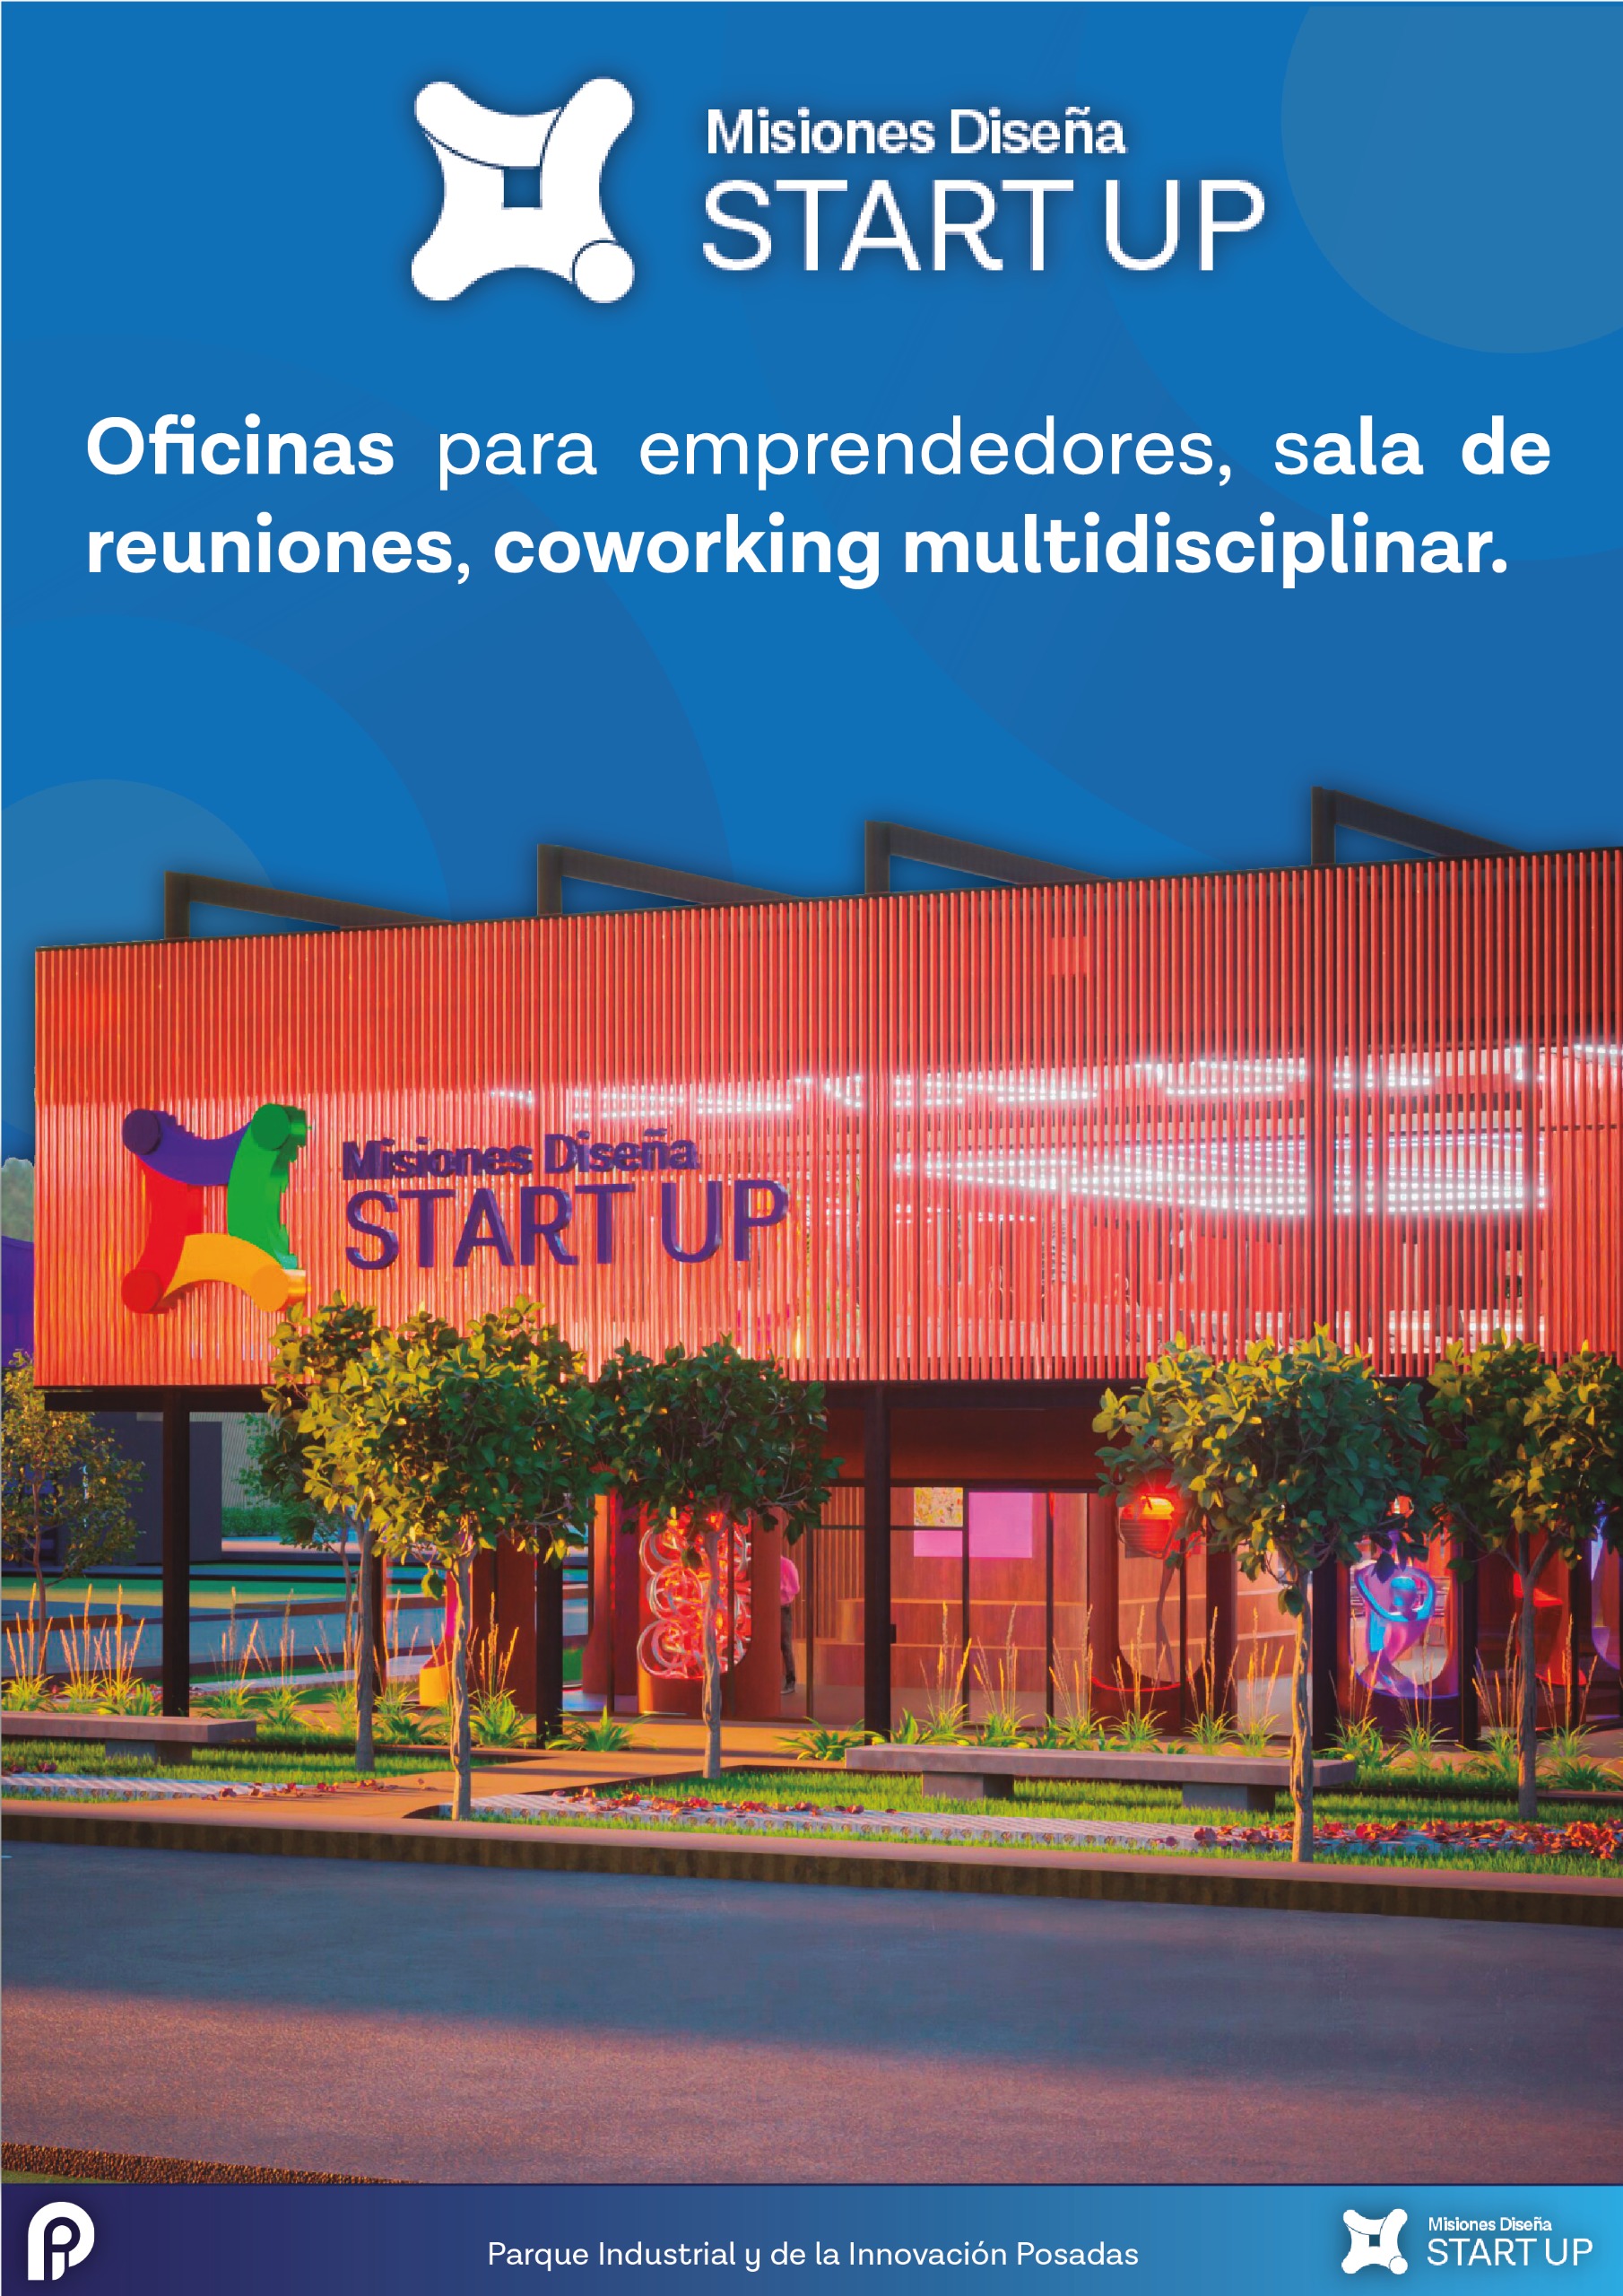 Misiones Diseña
START UP
Oficinas para emprendedores, sala de
reuniones, coworking multidisciplinar.
Misiones Diseña
START UP
Parque Industrial y de la Innovación Posadas
Misiones Diseña
START UP